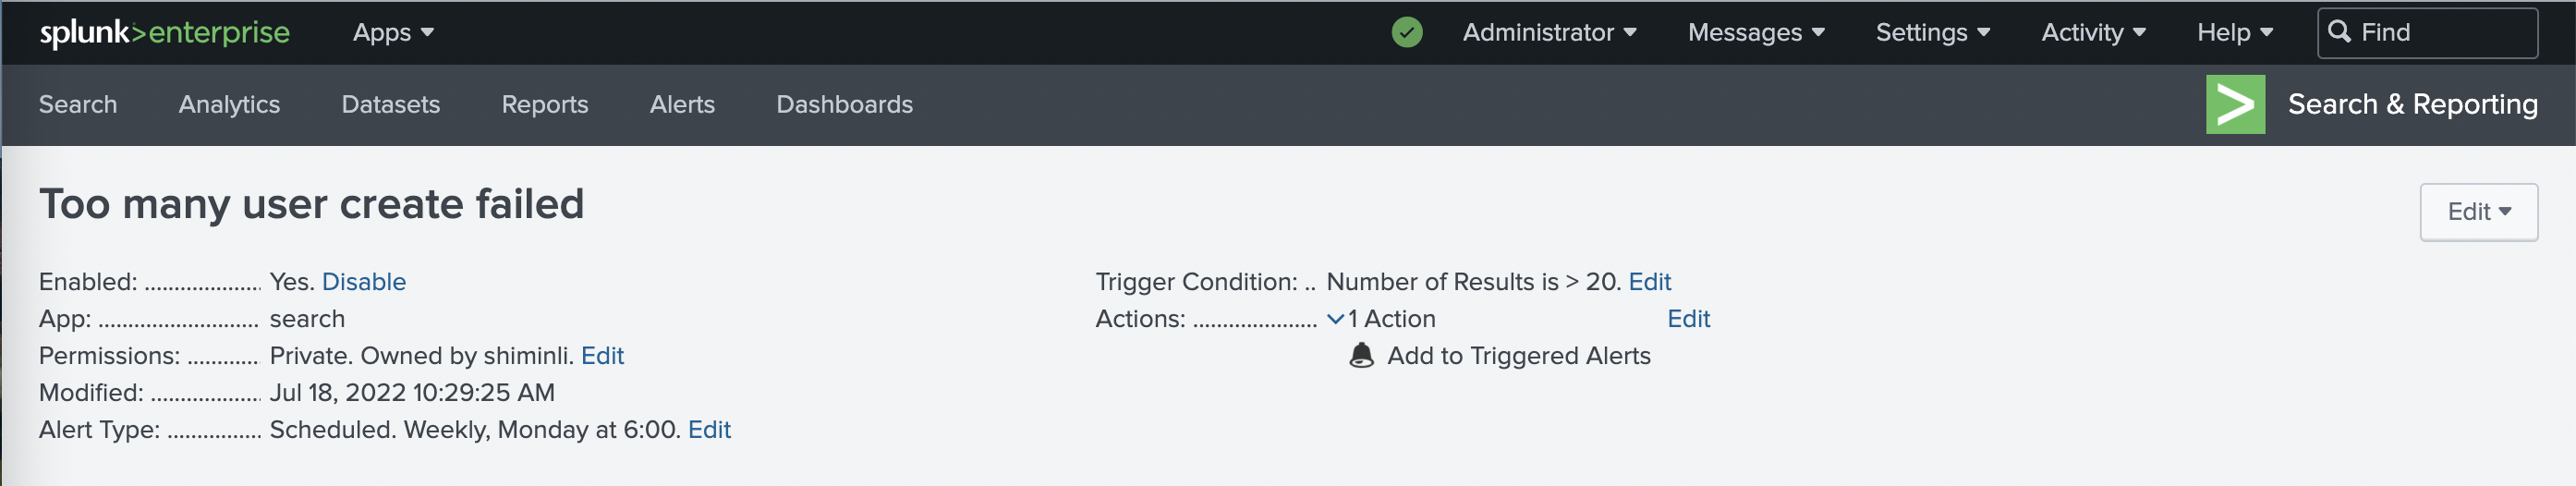 splunk>enterprise Apps Administrator Messages Settings Activity Help Find
Search Analytics Datasets Reports Alerts Dashboards Search & Reporting
Too many user create failed
Edit
Enabled: .................... Yes. Disable
App: ........................... search
Permissions: ............ Private. Owned by shiminli. Edit
Modified: ................... Jul 18, 2022 10:29:25 AM
Alert Type: ................ Scheduled. Weekly, Monday at 6:00. Edit
Trigger Condition: .. Number of Results is > 20. Edit
Actions: ..................... 1 Action Edit
Add to Triggered Alerts